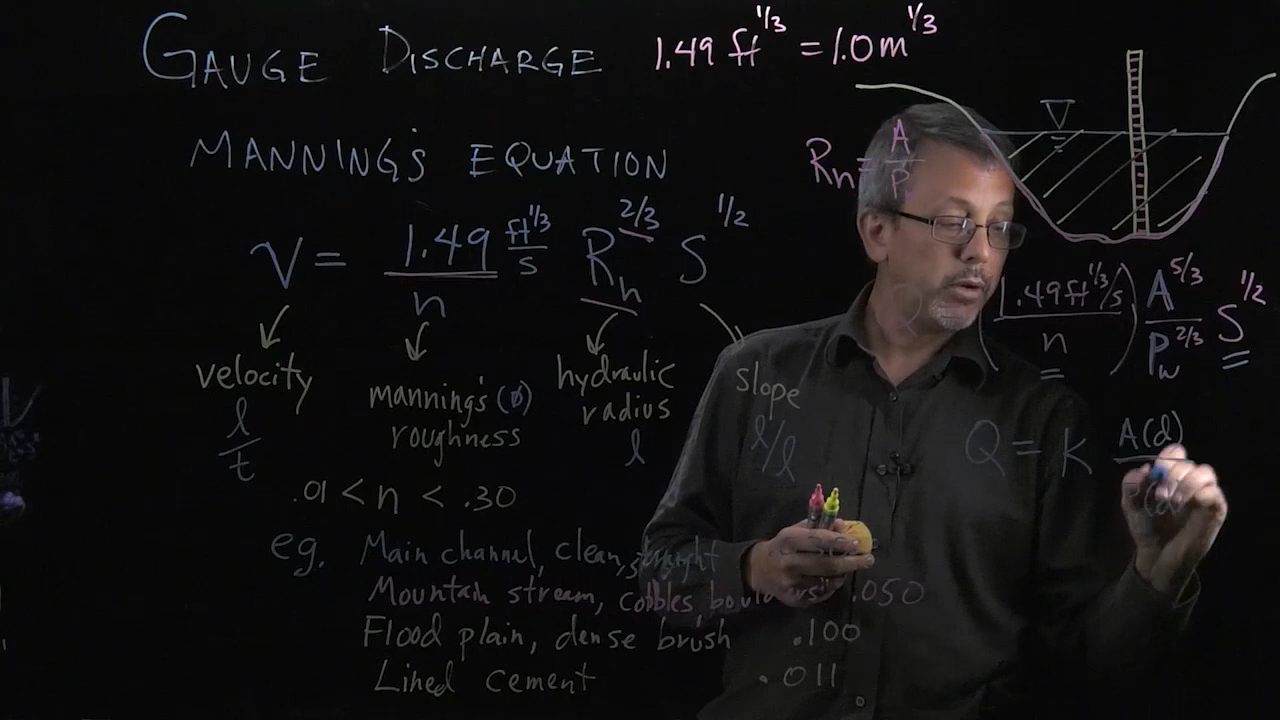 GAUGE DISCHARGE 1.49 ft^1/3 = 1.0 m^1/3
MANNING'S EQUATION
R_h = A / P
V = 1.49 ft^1/3/s / n R_h^2/3 S^1/2
velocity
l / t
manning's (0)
roughness
hydraulic
radius
l
slope
l/l
.01 < n < .30
eg. Main channel, clean, straight
Mountain stream, cobbles, boulders .050
Flood plain, dense brush .100
Lined cement .011
Q (1.49 ft^1/3/s / n) A^5/3 / P_w^2/3 S^1/2
Q = K A(d) / (d)